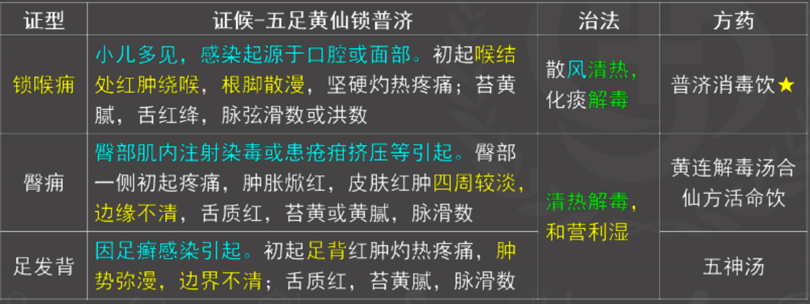 证型
证候-五足黄仙锁普济
治法
方药
锁喉痈
小儿多见，感染起源于口腔或面部。初起喉结
处红肿绕喉，根脚散漫，坚硬灼热疼痛；苔黄
腻，舌红绛，脉弦滑数或洪数
散风清热，
化痰解毒
普济消毒饮★
臀痈
臀部肌内注射染毒或患疮疳挤压等引起。臀部
一侧初起疼痛，肿胀焮红，皮肤红肿四周较淡，
边缘不清，舌质红，苔黄或黄腻，脉滑数
清热解毒，
和营利湿
黄连解毒汤合
仙方活命饮
足发背
因足癣感染引起。初起足背红肿灼热疼痛，肿
势弥漫，边界不清；舌质红，苔黄腻，脉滑数
五神汤